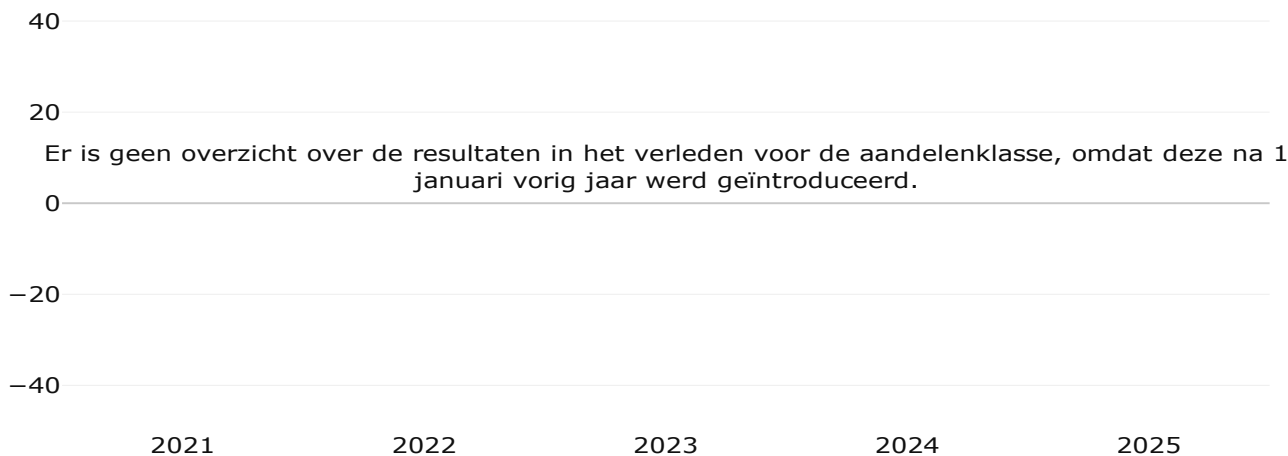 40
20
Er is geen overzicht over de resultaten in het verleden voor de aandelenklasse, omdat deze na 1
januari vorig jaar werd geïntroduceerd.
0
−20
−40
2021 2022 2023 2024 2025